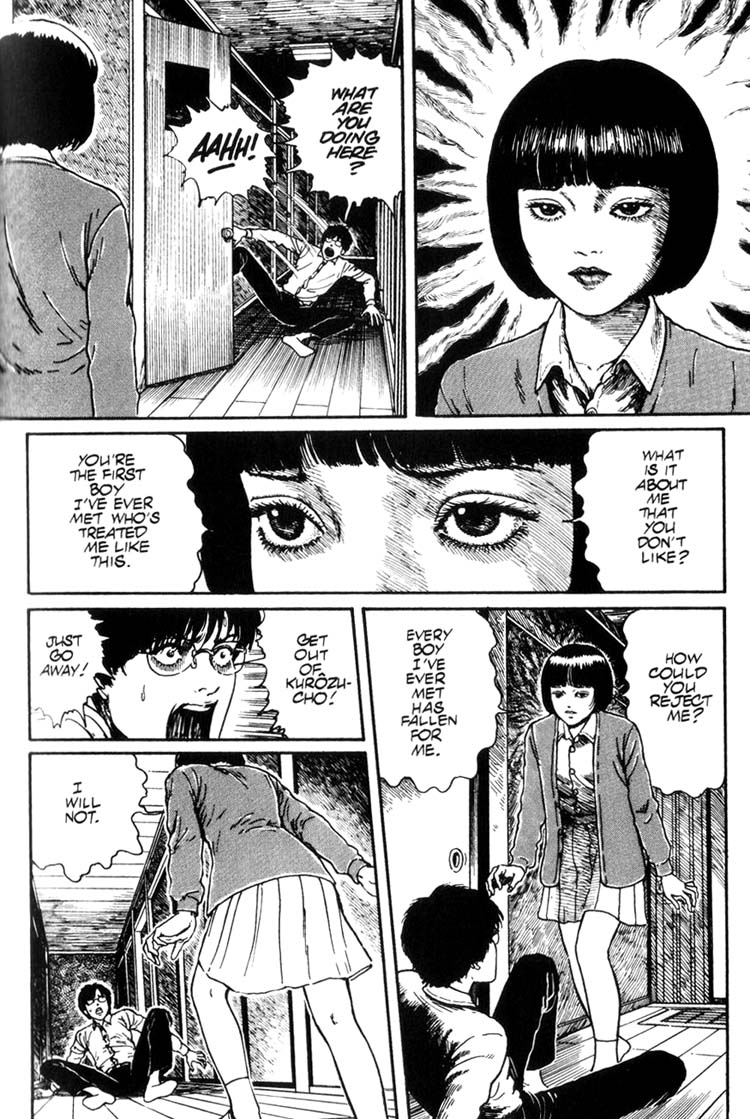 WHAT
ARE
YOU
DOING
HERE
?
AAHH!
WHAT
IS IT
ABOUT
ME
THAT
YOU
DON'T
LIKE?
YOU'RE
THE FIRST
BOY
I'VE EVER
MET WHO'S
TREATED
ME LIKE
THIS.
HOW
COULD
YOU
REJECT
ME?
EVERY
BOY
I'VE
EVER
MET
HAS
FALLEN
FOR
ME.
GET
OUT
OF
KURÔZU-
CHO!
JUST
GO
AWAY!
I
WILL
NOT.